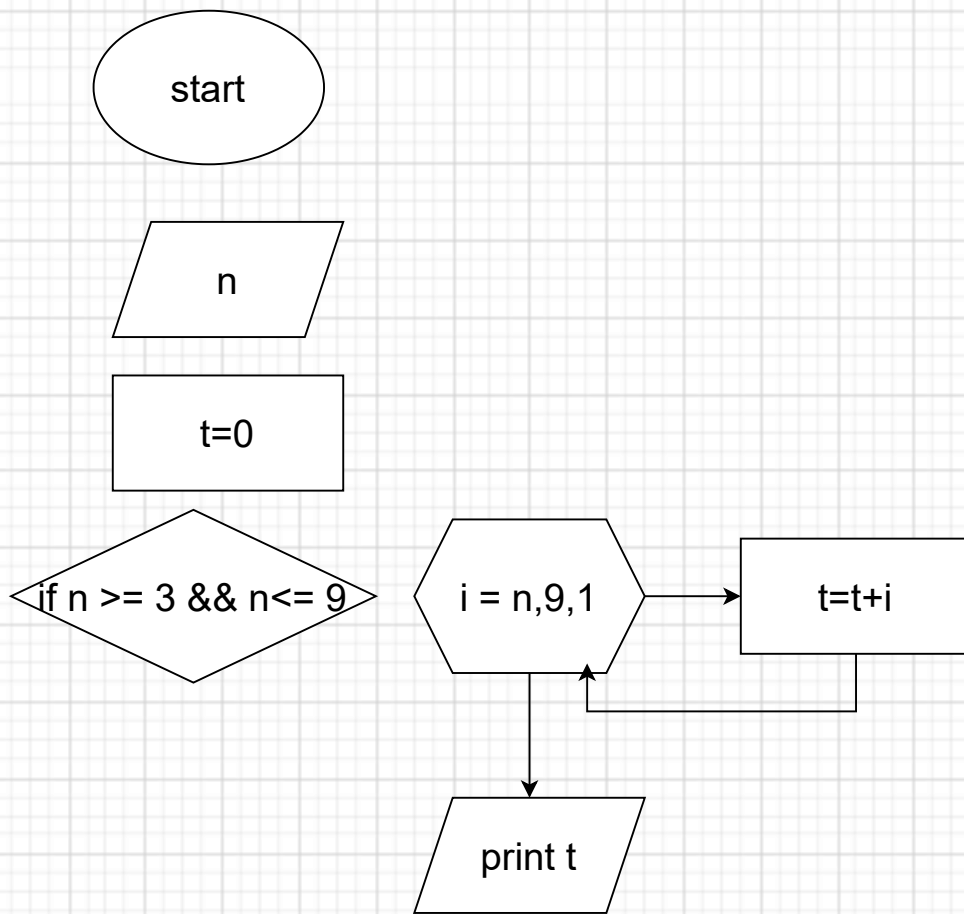 start
n
t=0
if n >= 3 && n<= 9
i = n,9,1
t=t+i
print t